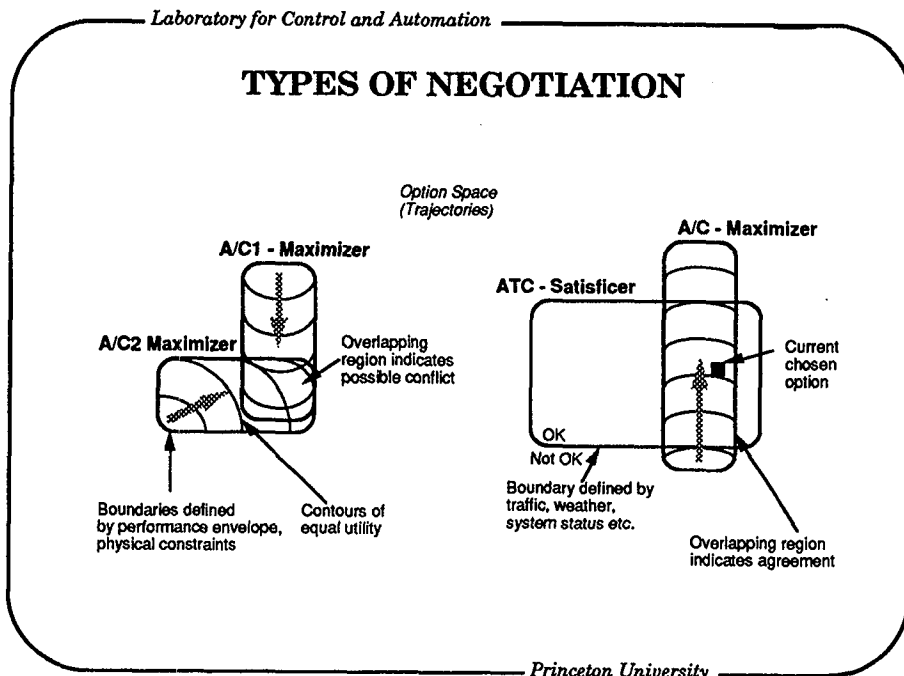 Laboratory for Control and Automation
TYPES OF NEGOTIATION
Option Space
(Trajectories)
A/C1 - Maximizer
A/C2 Maximizer
Overlapping
region indicates
possible conflict
Boundaries defined
by performance envelope,
physical constraints
Contours of
equal utility
A/C - Maximizer
ATC - Satisficer
Current
chosen
option
OK
Not OK
Boundary defined by
traffic, weather,
system status etc.
Overlapping region
indicates agreement
Princeton University